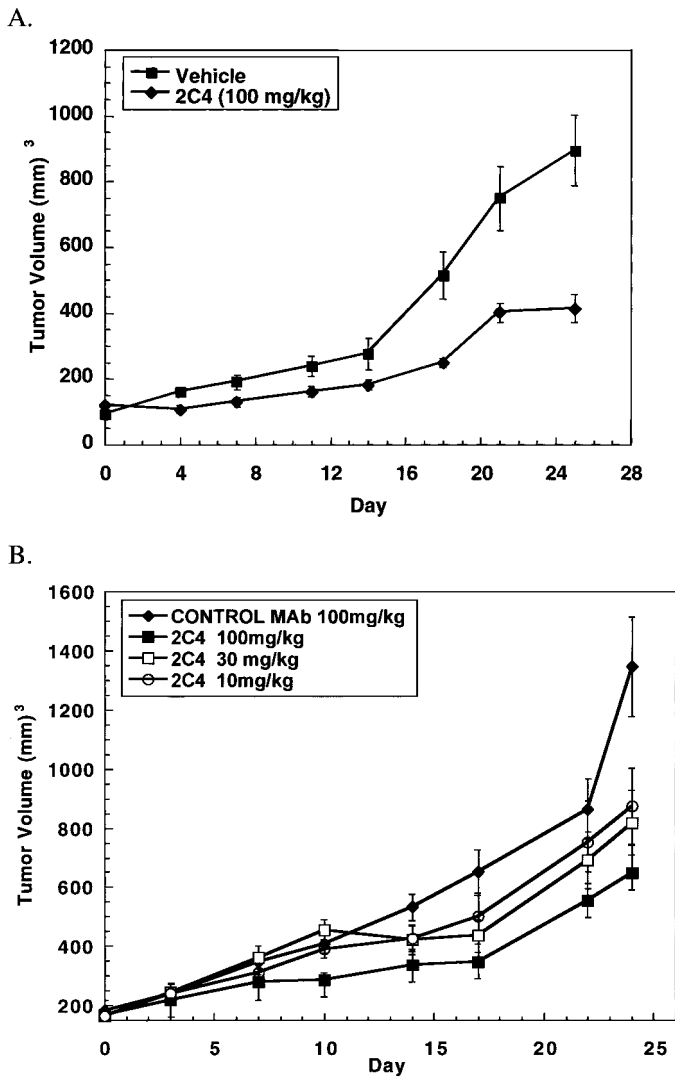 A.
1200
1000
800
600
400
200
0
Tumor Volume (mm) 3
Vehicle
2C4 (100 mg/kg)
0 4 8 12 16 20 24 28
Day
B.
1600
1400
1200
1000
800
600
400
200
Tumor Volume (mm) 3
CONTROL MAb 100mg/kg
2C4 100mg/kg
2C4 30 mg/kg
2C4 10mg/kg
0 5 10 15 20 25
Day